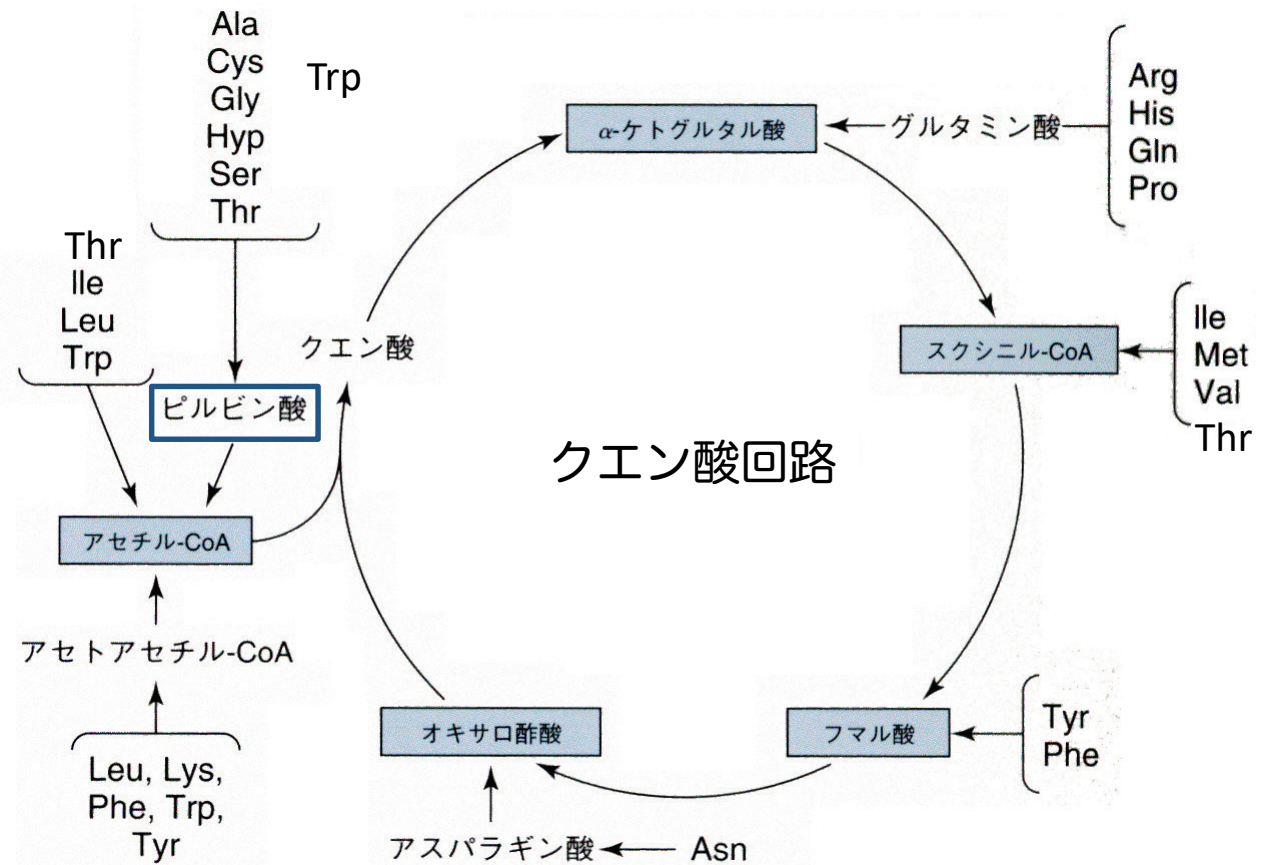 Ala
Cys
Gly
Hyp
Ser
Thr
Trp
Thr
Ile
Leu
Trp
ピルビン酸
アセチル-CoA
アセトアセチル-CoA
Leu, Lys,
Phe, Trp,
Tyr
クエン酸
α-ケトグルタル酸
グルタミン酸
Arg
His
Gln
Pro
スクシニル-CoA
Ile
Met
Val
Thr
クエン酸回路
フマル酸
Tyr
Phe
オキサロ酢酸
アスパラギン酸
Asn